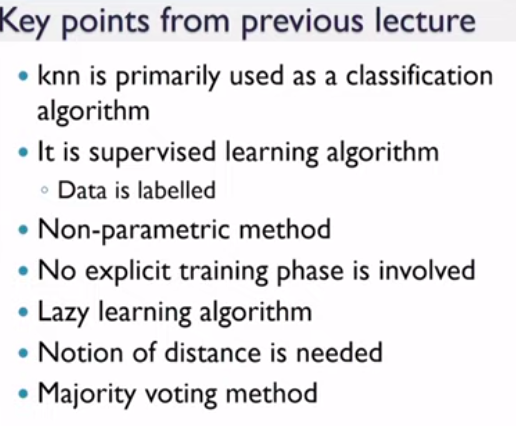 Key points from previous lecture
• knn is primarily used as a classification
algorithm
• It is supervised learning algorithm
◦ Data is labelled
• Non-parametric method
• No explicit training phase is involved
• Lazy learning algorithm
• Notion of distance is needed
• Majority voting method